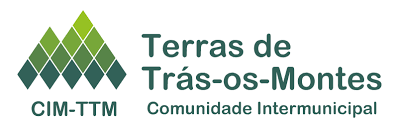 Terras de
Trás-os-Montes
CIM-TTM
Comunidade Intermunicipal